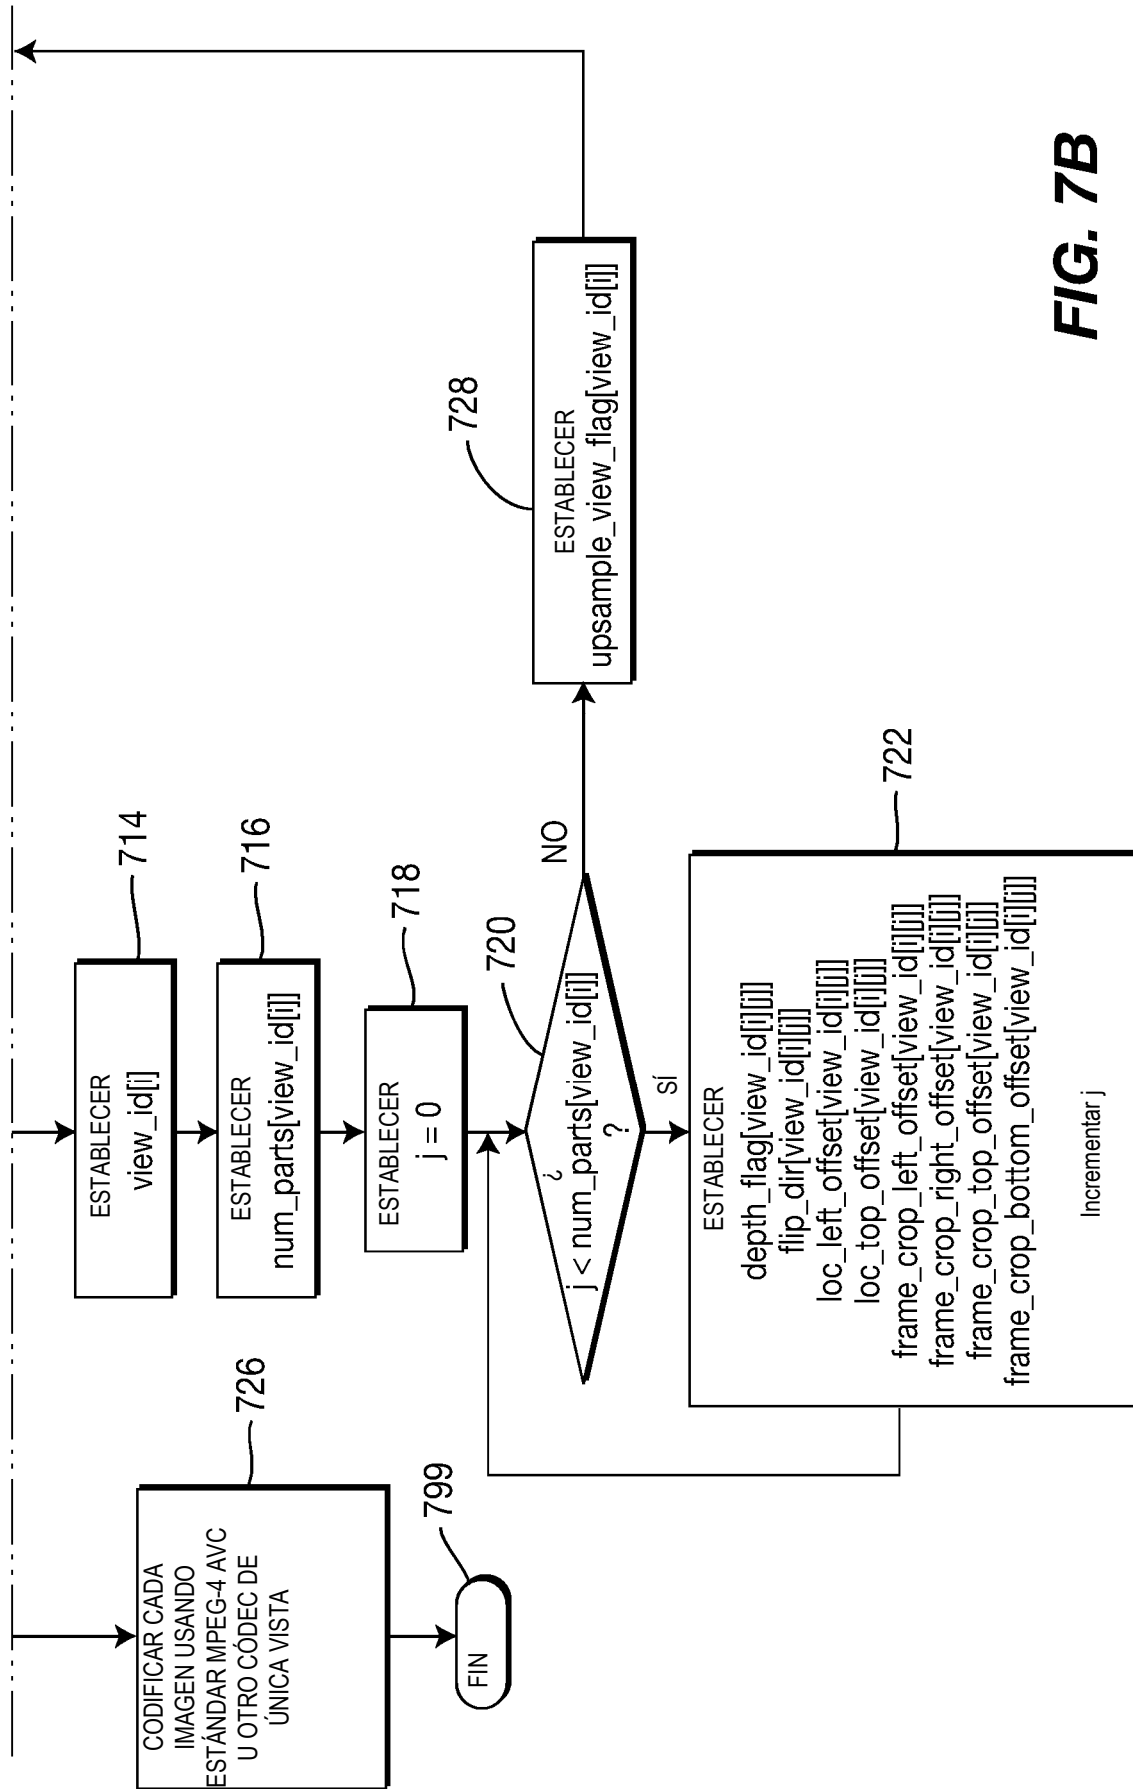 CODIFICAR CADA
IMAGEN USANDO
ESTÁNDAR MPEG-4 AVC
U OTRO CÓDEC DE
ÚNICA VISTA
726
FIN
799
ESTABLECER
view_id[i]
714
ESTABLECER
num_parts[view_id[i]]
716
ESTABLECER
j = 0
718
¿
j < num_parts[view_id[i]]
?
720
NO
SÍ
ESTABLECER
depth_flag[view_id[i][j]]
flip_dir[view_id[i][j]]
loc_left_offset[view_id[i][j]]
loc_top_offset[view_id[i][j]]
frame_crop_left_offset[view_id[i][j]]
frame_crop_right_offset[view_id[i][j]]
frame_crop_top_offset[view_id[i][j]]
frame_crop_bottom_offset[view_id[i][j]]
Incrementar j
722
ESTABLECER
upsample_view_flag[view_id[i]]
728
FIG. 7B